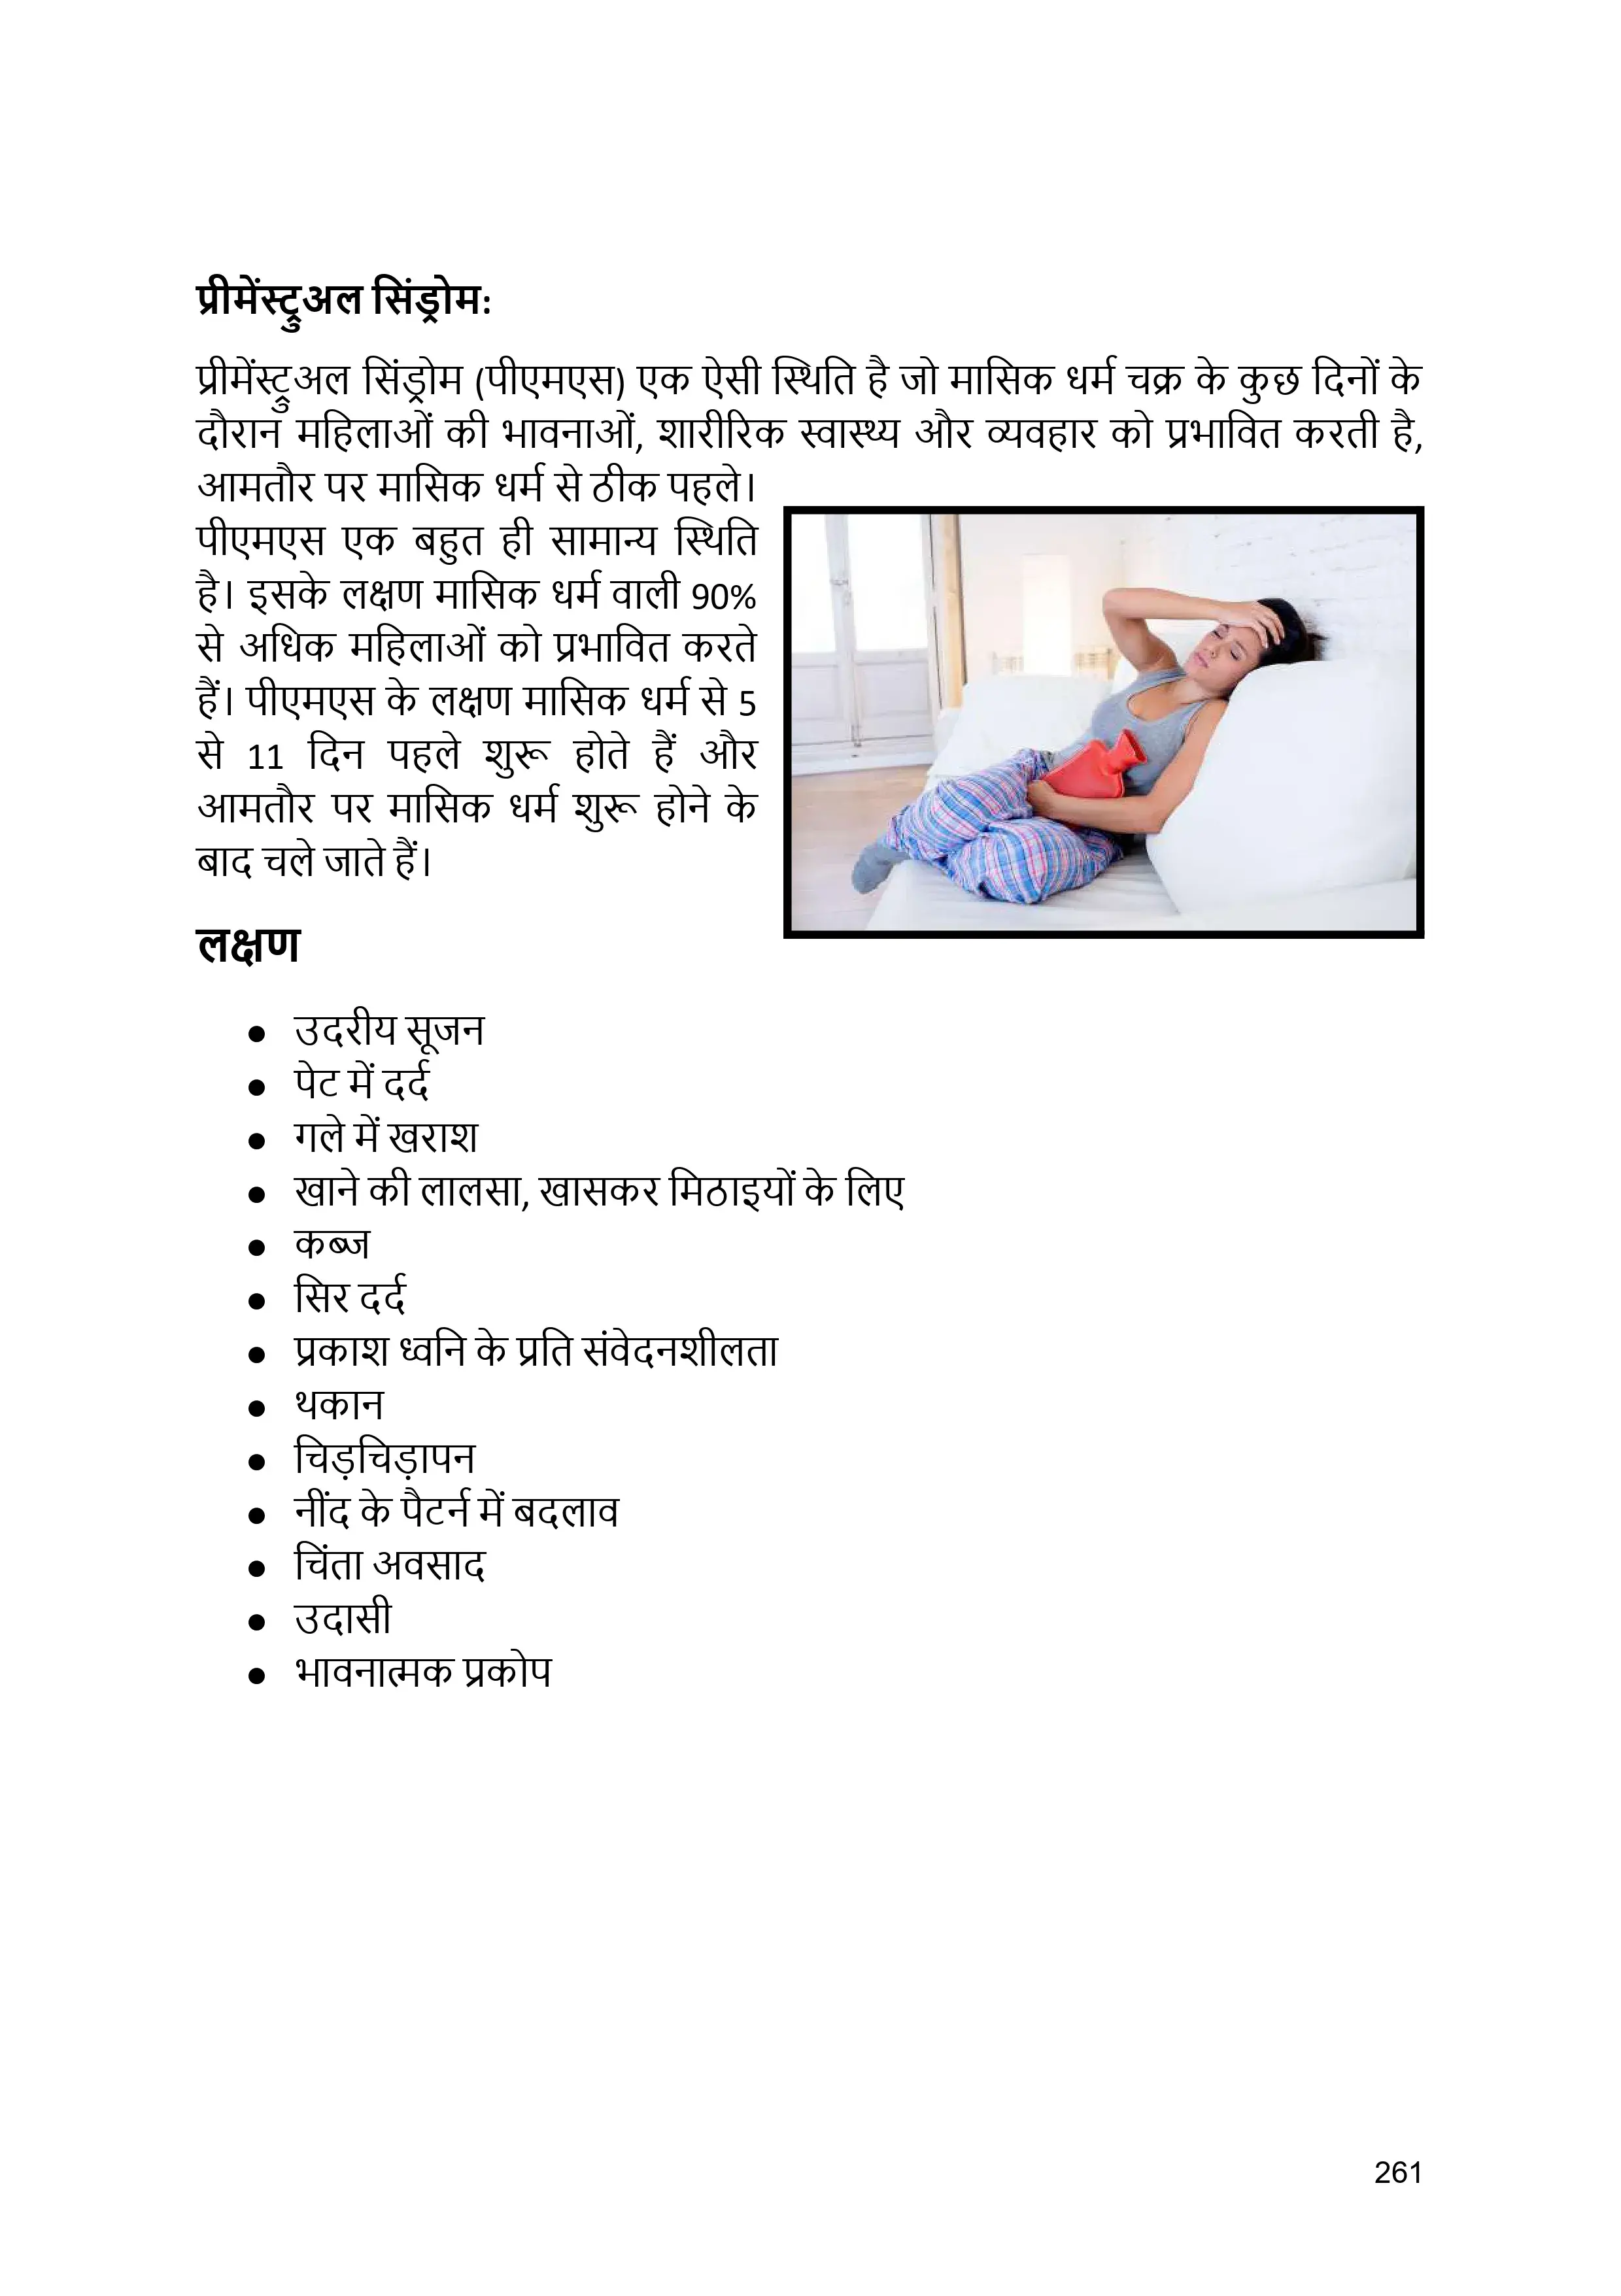 प्रीमेंस्ट्रुअल सिंड्रोम:
प्रीमेंस्ट्रुअल सिंड्रोम (पीएमएस) एक ऐसी स्थिति है जो मासिक धर्म चक्र के कुछ दिनों के
दौरान महिलाओं की भावनाओं, शारीरिक स्वास्थ्य और व्यवहार को प्रभावित करती है,
आमतौर पर मासिक धर्म से ठीक पहले।
पीएमएस एक बहुत ही सामान्य स्थिति
है। इसके लक्षण मासिक धर्म वाली 90%
से अधिक महिलाओं को प्रभावित करते
हैं। पीएमएस के लक्षण मासिक धर्म से 5
से 11 दिन पहले शुरू होते हैं और
आमतौर पर मासिक धर्म शुरू होने के
बाद चले जाते हैं।
लक्षण
● उदरीय सूजन
● पेट में दर्द
● गले में खराश
● खाने की लालसा, खासकर मिठाइयों के लिए
● कब्ज
● सिर दर्द
● प्रकाश ध्वनि के प्रति संवेदनशीलता
● थकान
● चिड़चिड़ापन
● नींद के पैटर्न में बदलाव
● चिंता अवसाद
● उदासी
● भावनात्मक प्रकोप
261